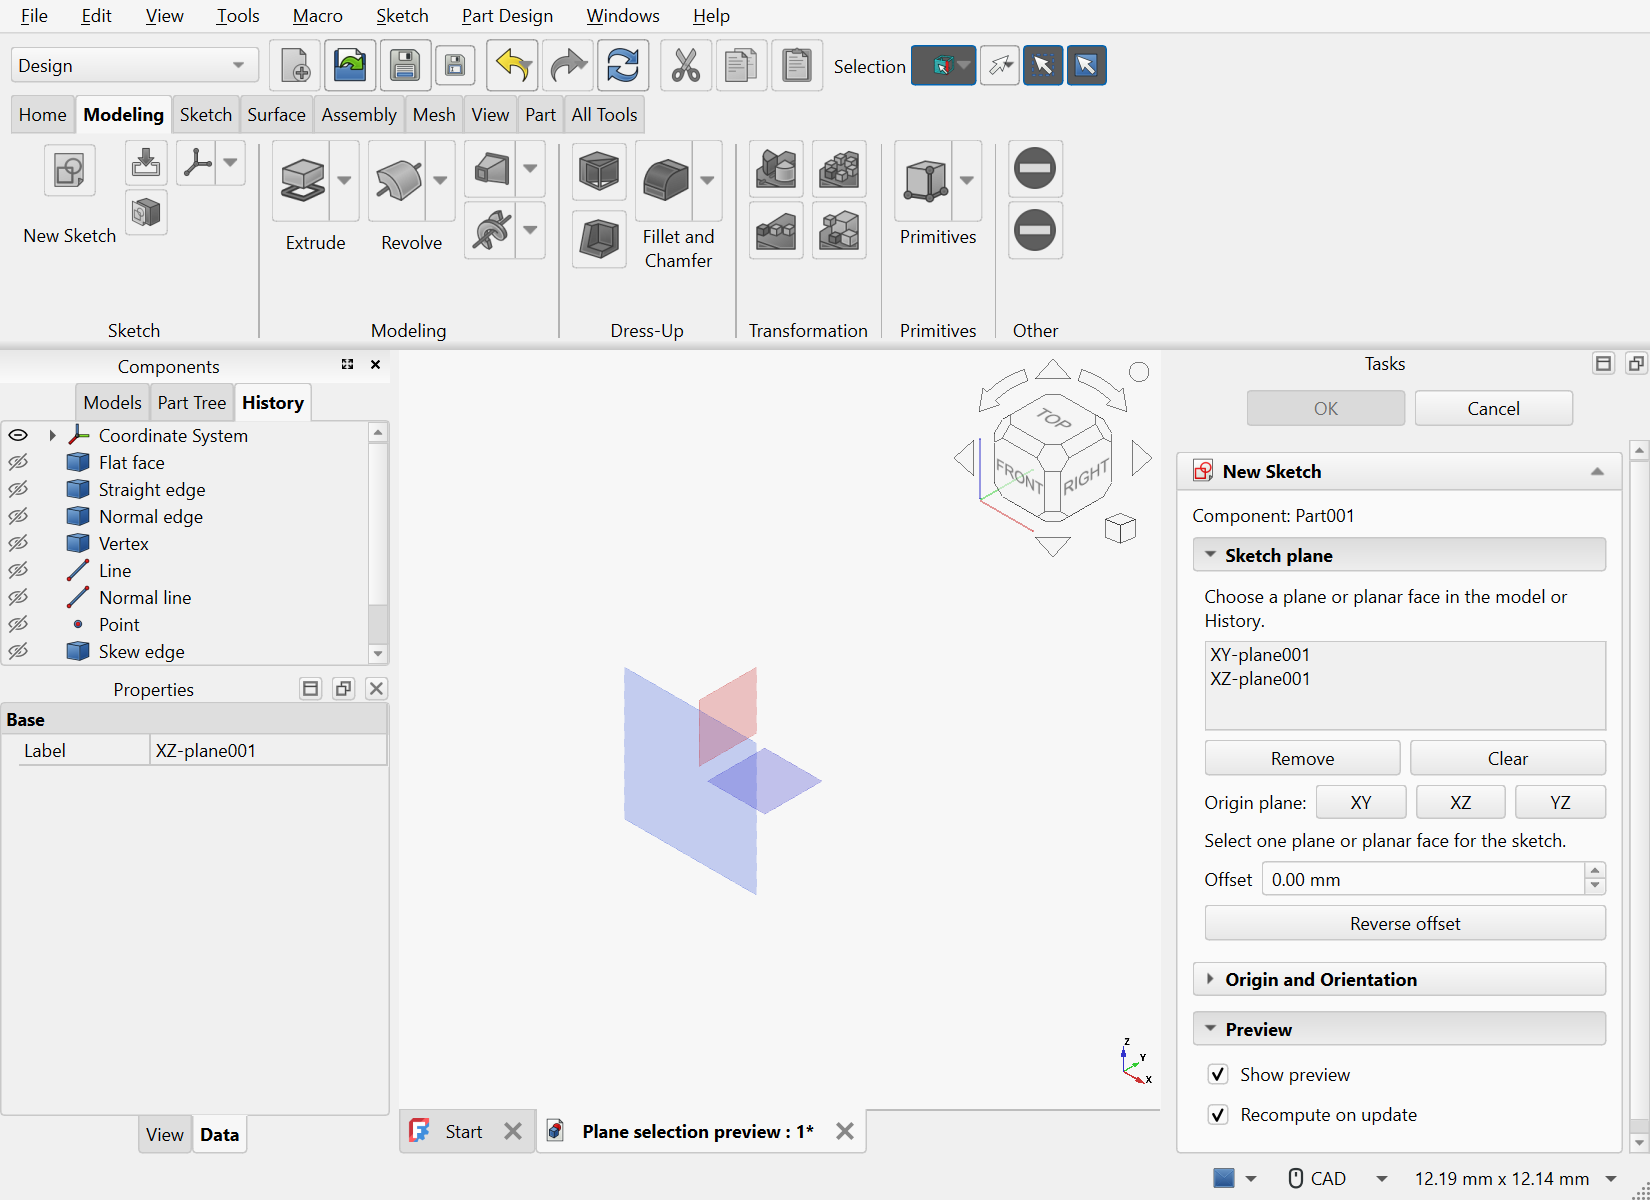 File Edit View Tools Macro Sketch Part Design Windows Help
Design
Selection
Home Modeling Sketch Surface Assembly Mesh View Part All Tools
New Sketch
Extrude
Revolve
Fillet and
Chamfer
Primitives
Sketch Modeling Dress-Up Transformation Primitives Other
Components
Models Part Tree History
Coordinate System
Flat face
Straight edge
Normal edge
Vertex
Line
Normal line
Point
Skew edge
Properties
Base
Label XZ-plane001
View Data
TOP
FRONT
RIGHT
Z
Y
X
Start
Plane selection preview : 1*
Tasks
OK Cancel
New Sketch
Component: Part001
Sketch plane
Choose a plane or planar face in the model or
History.
XY-plane001
XZ-plane001
Remove Clear
Origin plane: XY XZ YZ
Select one plane or planar face for the sketch.
Offset 0.00 mm
Reverse offset
Origin and Orientation
Preview
Show preview
Recompute on update
CAD 12.19 mm x 12.14 mm